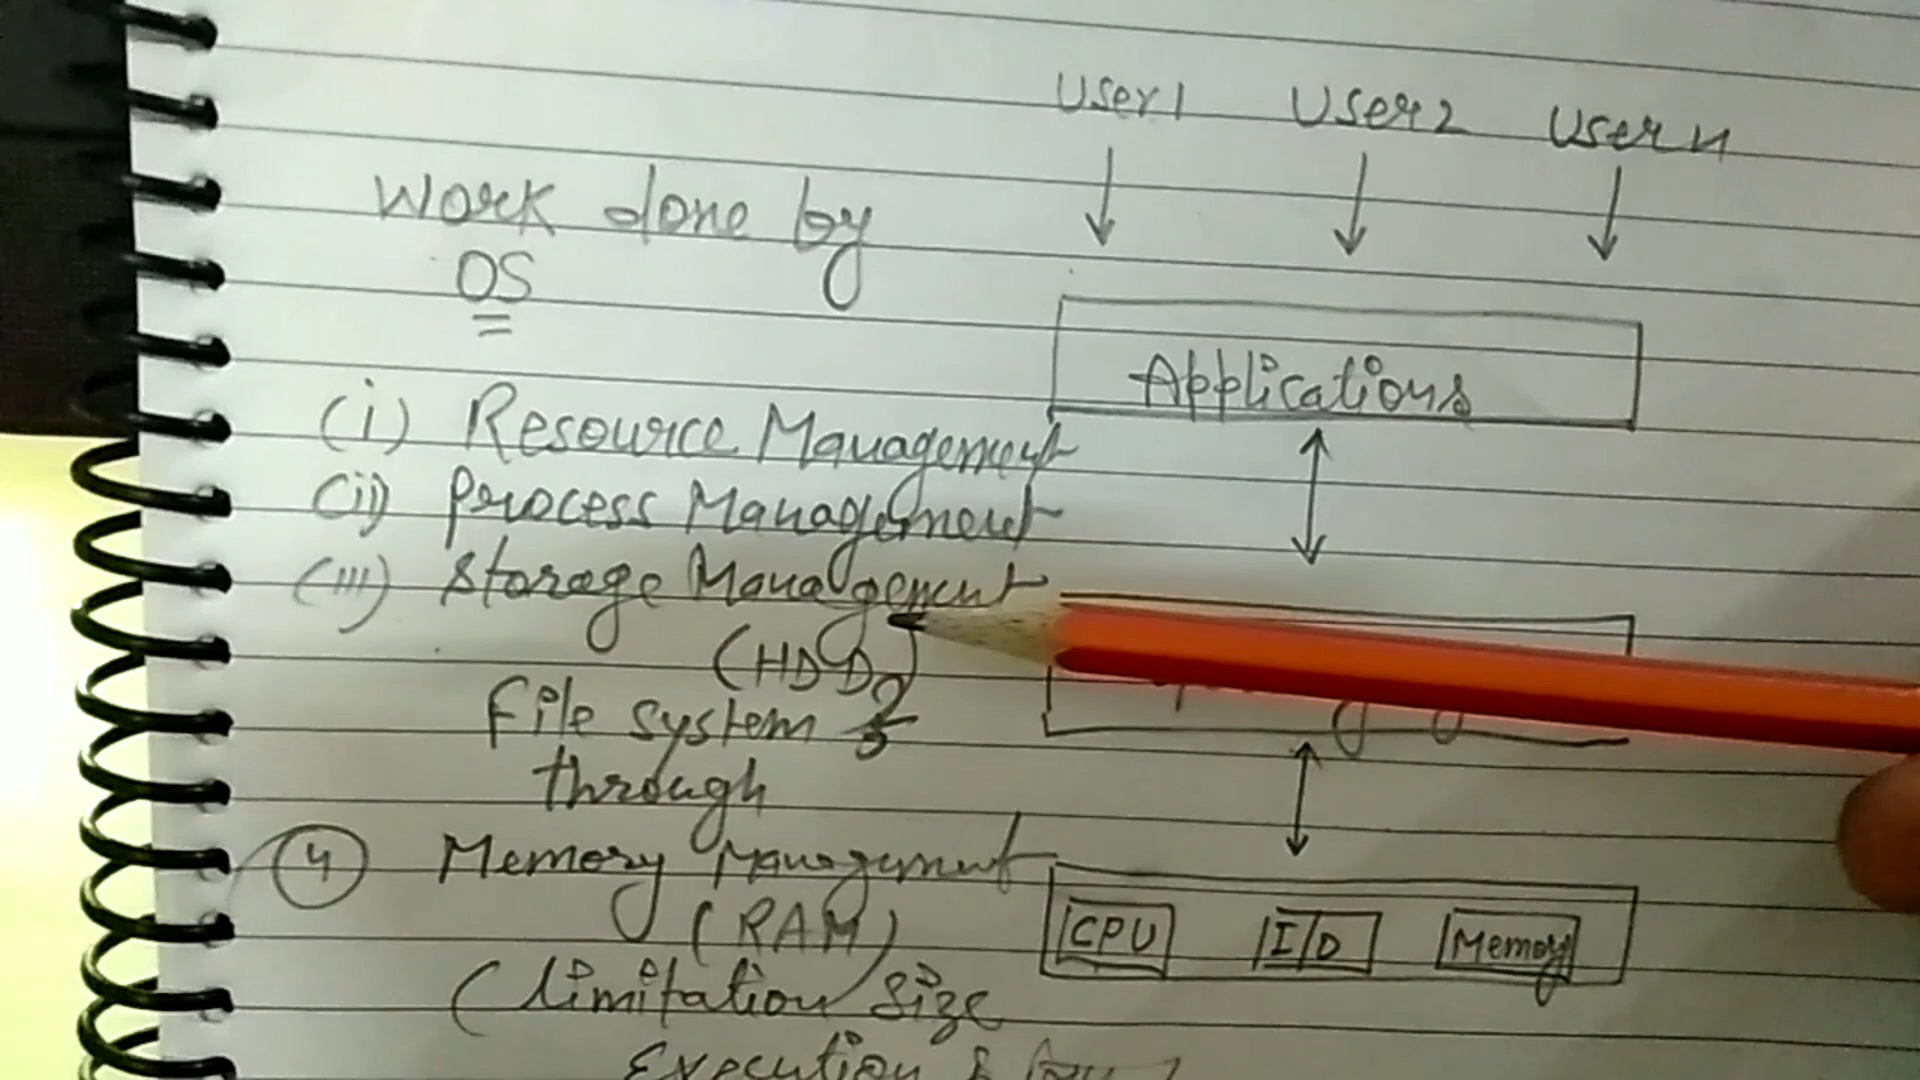 User1 User2 User n
Work done by
OS
Applications
(i) Resource Management
(ii) Process Management
(iii) Storage Management
(HDD)
File system
through
4 Memory Management
(RAM)
CPU I/O Memory
(limitation size
Execution